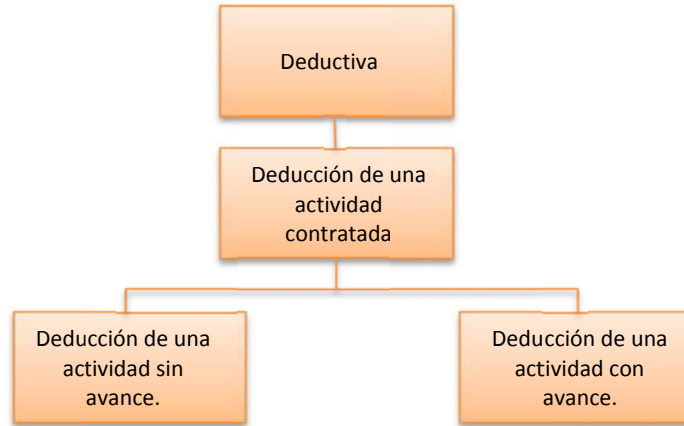 Deductiva
Deducción de una
actividad
contratada
Deducción de una
actividad sin
avance.
Deducción de una
actividad con
avance.